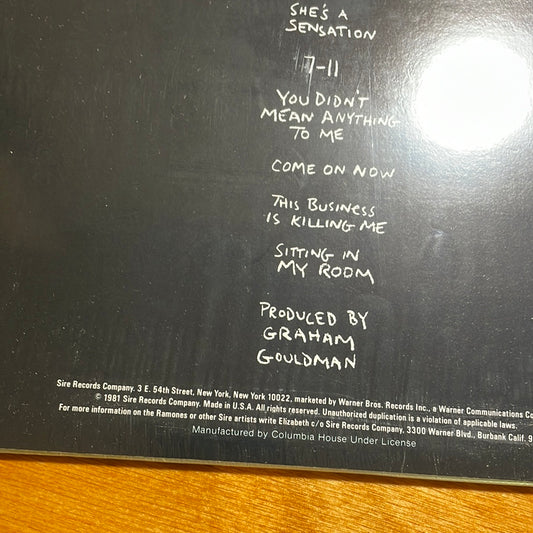 SHE'S A
SENSATION
7-11
YOU DIDN'T
MEAN ANYTHING
TO ME
COME ON NOW
THIS BUSINESS
IS KILLING ME
SITTING IN
MY ROOM
PRODUCED BY
GRAHAM
GOULDMAN
Sire Records Company. 3 E. 54th Street, New York, New York 10022, marketed by Warner Bros. Records Inc., a Warner Communications Co
© 1981 Sire Records Company. Made in U.S.A. All rights reserved. Unauthorized duplication is a violation of applicable laws.
For more information on the Ramones or other Sire artists write Elizabeth c/o Sire Records Company. 3300 Warner Blvd., Burbank Calif. 9
Manufactured by Columbia House Under License